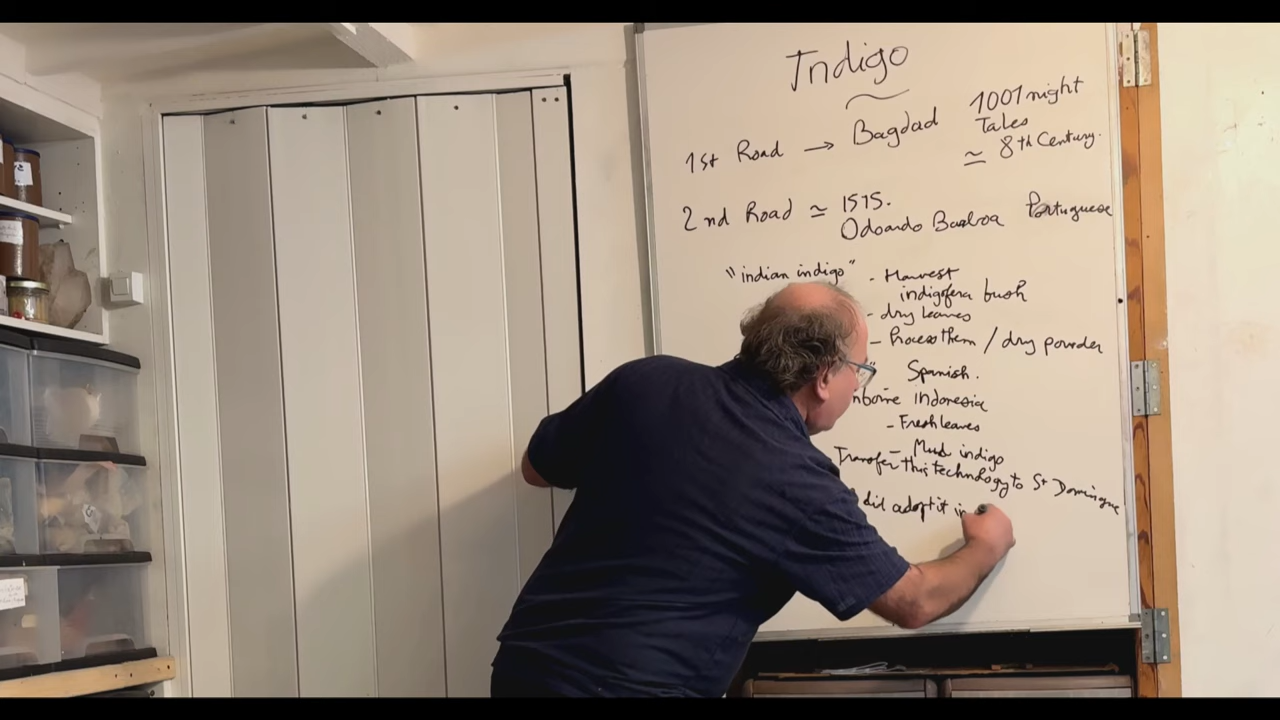 Indigo
1st Road → Bagdad 1001 night
Tales
≃ 8th Century.
2nd Road ≃ 1515.
Odoardo Barboa Portuguese
"indian indigo" - Harvest
indigofera bush
- dry leaves
- Process them / dry powder
Spanish.
Indonesia
- Fresh leaves
- Mud indigo
Transfer this technology to St Domingue
did adopt it in